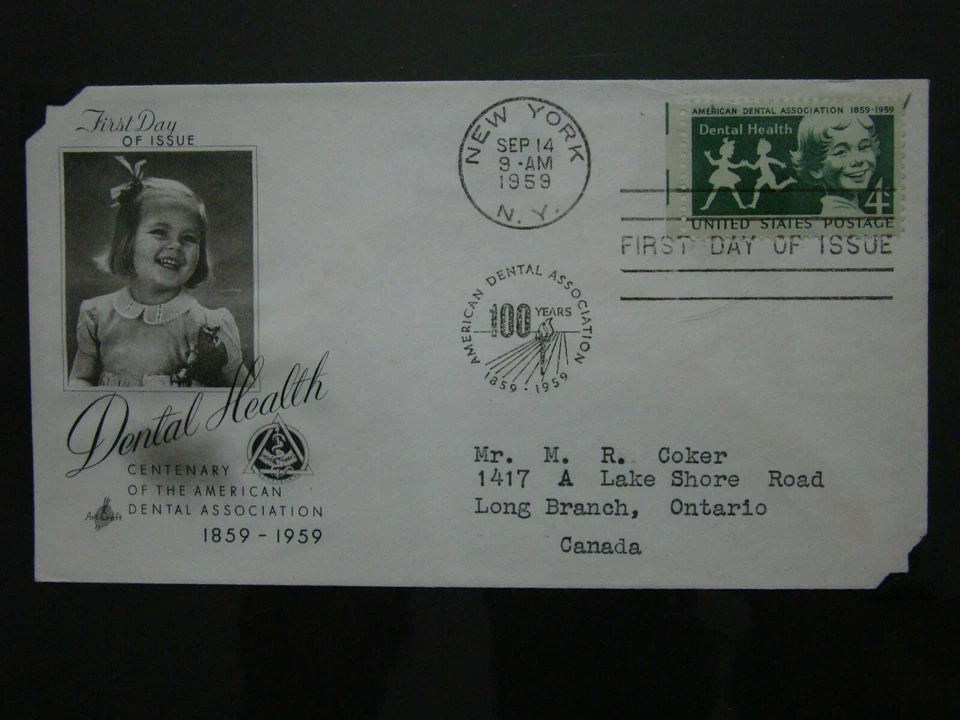 First Day
OF ISSUE
Dental Health
CENTENARY
OF THE AMERICAN
DENTAL ASSOCIATION
1859 - 1959
Art Craft
NEW YORK
SEP 14
9 - AM
1959
N. Y.
AMERICAN DENTAL ASSOCIATION
100 YEARS
1859 · 1959
AMERICAN DENTAL ASSOCIATION 1859-1959
Dental Health
4¢
UNITED STATES POSTAGE
FIRST DAY OF ISSUE
Mr. M. R. Coker
1417 A Lake Shore Road
Long Branch, Ontario
Canada